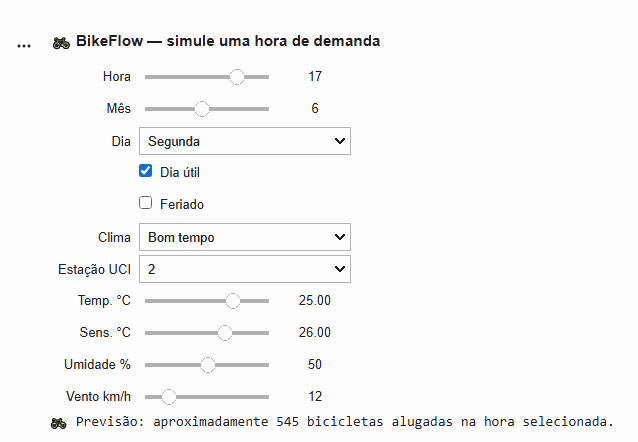 ... BikeFlow — simule uma hora de demanda
Hora 17
Mês 6
Dia Segunda
Dia útil
Feriado
Clima Bom tempo
Estação UCI 2
Temp. °C 25.00
Sens. °C 26.00
Umidade % 50
Vento km/h 12
Previsão: aproximadamente 545 bicicletas alugadas na hora selecionada.